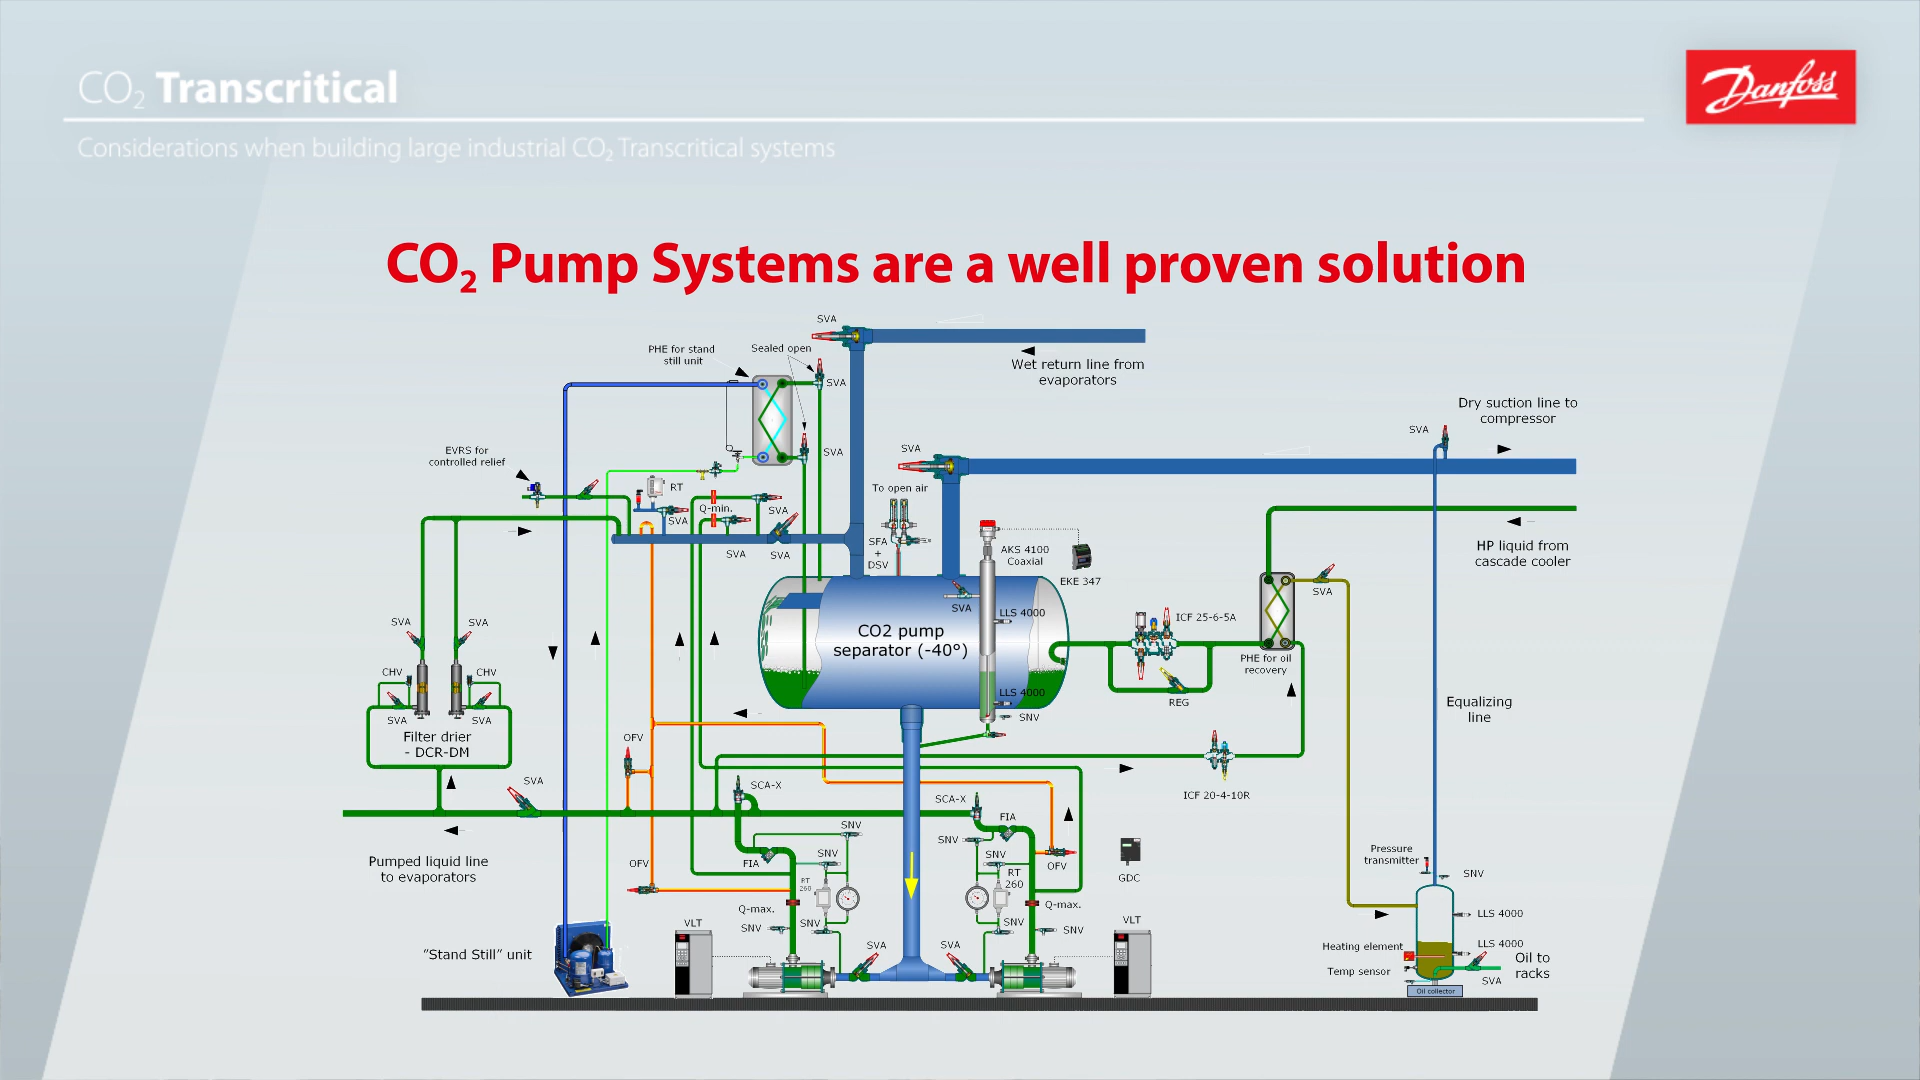 CO₂ Transcritical
Danfoss
Considerations when building large industrial CO₂ Transcritical systems
CO₂ Pump Systems are a well proven solution
SVA
PHE for stand
still unit
Sealed open
Wet return line from
evaporators
SVA
Dry suction line to
compressor
SVA
EVRS for
controlled relief
SVA
SVA
To open air
RT
Q-min.
SVA
SVA
SVA
SVA
SFA
+
DSV
AKS 4100
Coaxial
EKE 347
HP liquid from
cascade cooler
SVA
SVA
LLS 4000
ICF 25-6-5A
CO2 pump
separator (-40°)
SVA
SVA
PHE for oil
recovery
CHV
CHV
LLS 4000
REG
Equalizing
line
SVA
SVA
SNV
Filter drier
- DCR-DM
OFV
SVA
SCA-X
SCA-X
ICF 20-4-10R
FIA
SNV
SNV
Pumped liquid line
to evaporators
OFV
FIA
SNV
SNV
RT
260
RT
260
OFV
GDC
Pressure
transmitter
SNV
Q-max.
Q-max.
SNV
SNV
SNV
SNV
VLT
VLT
LLS 4000
"Stand Still" unit
SVA
SVA
Heating element
LLS 4000
Oil to
racks
Temp sensor
SVA
Oil collector